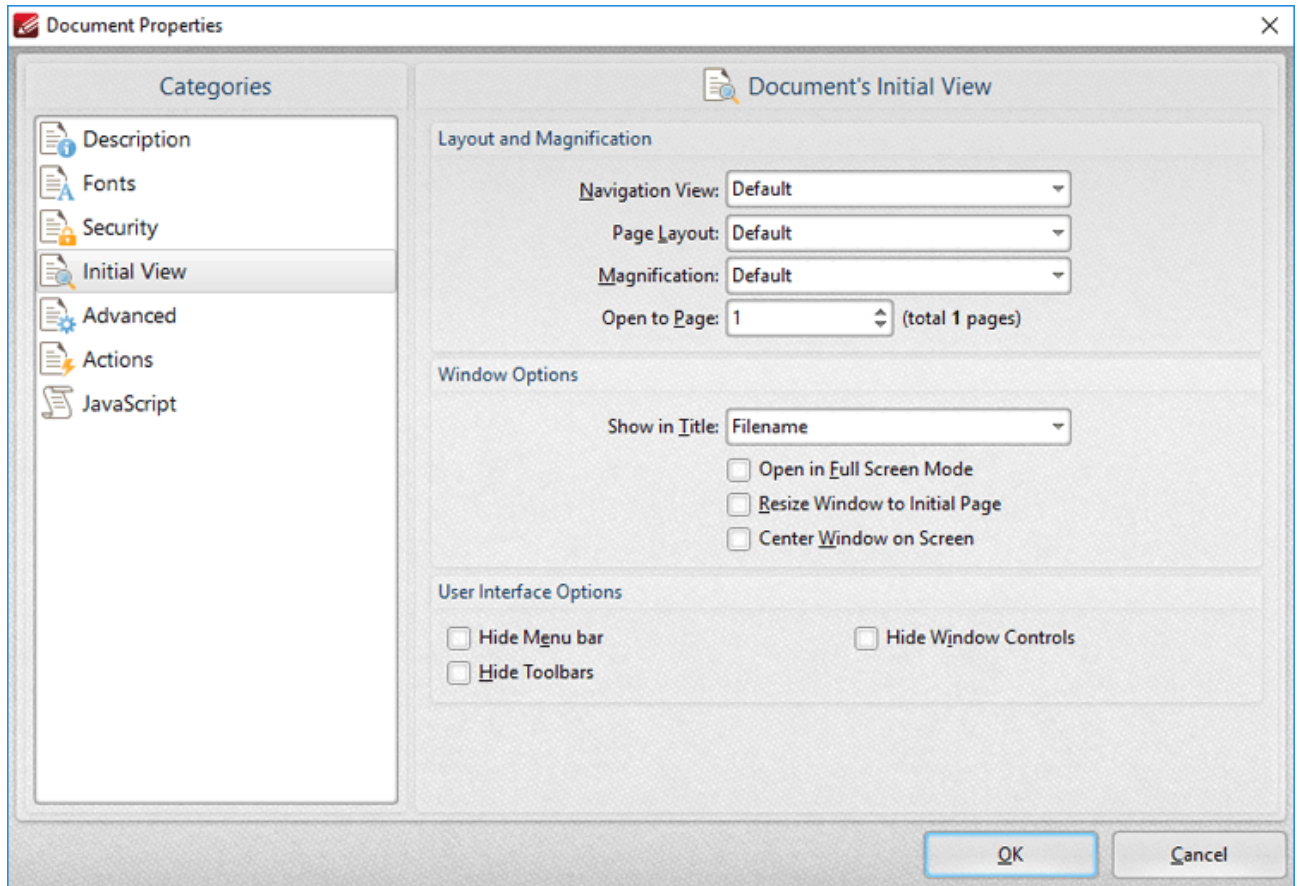 Document Properties
Categories
Description
Fonts
Security
Initial View
Advanced
Actions
JavaScript
Document's Initial View
Layout and Magnification
Navigation View: Default
Page Layout: Default
Magnification: Default
Open to Page: 1 (total 1 pages)
Window Options
Show in Title: Filename
Open in Full Screen Mode
Resize Window to Initial Page
Center Window on Screen
User Interface Options
Hide Menu bar Hide Window Controls
Hide Toolbars
OK Cancel